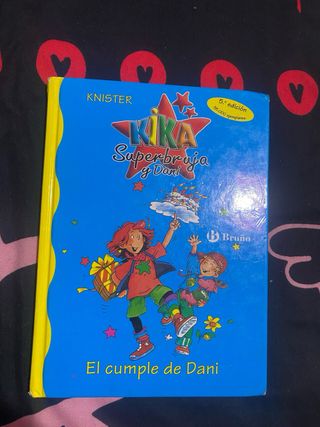 KNISTER
5.ª edición
KIKA
Superbruja
y Dani
Bruño
El cumple de Dani